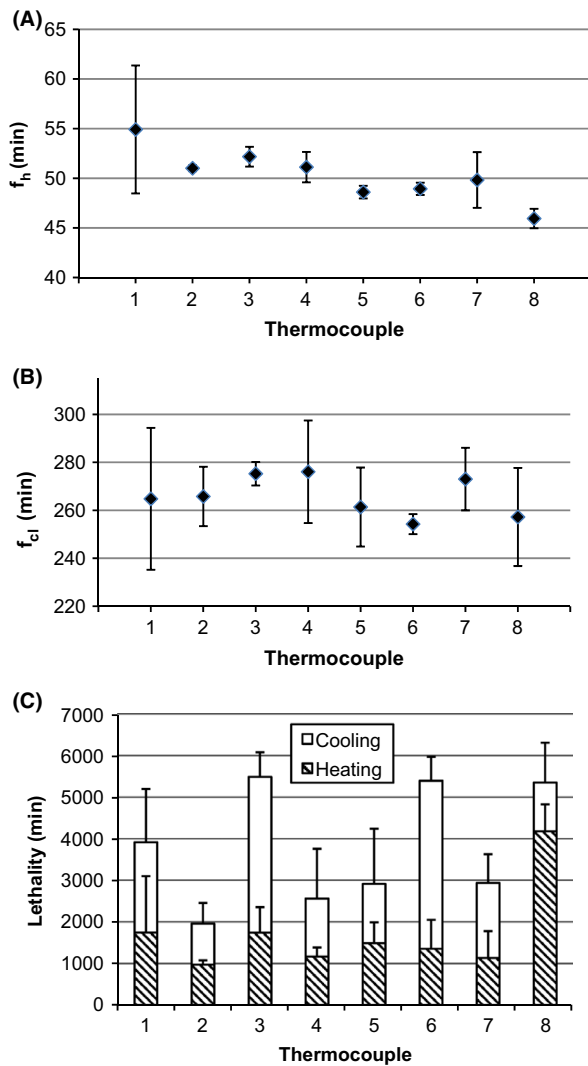 (A)
65
60
55
50
45
40
f_h (min)
1 2 3 4 5 6 7 8
Thermocouple
(B)
300
280
260
240
220
f_cl (min)
1 2 3 4 5 6 7 8
Thermocouple
(C)
7000
6000
5000
4000
3000
2000
1000
0
Lethality (min)
Cooling
Heating
1 2 3 4 5 6 7 8
Thermocouple